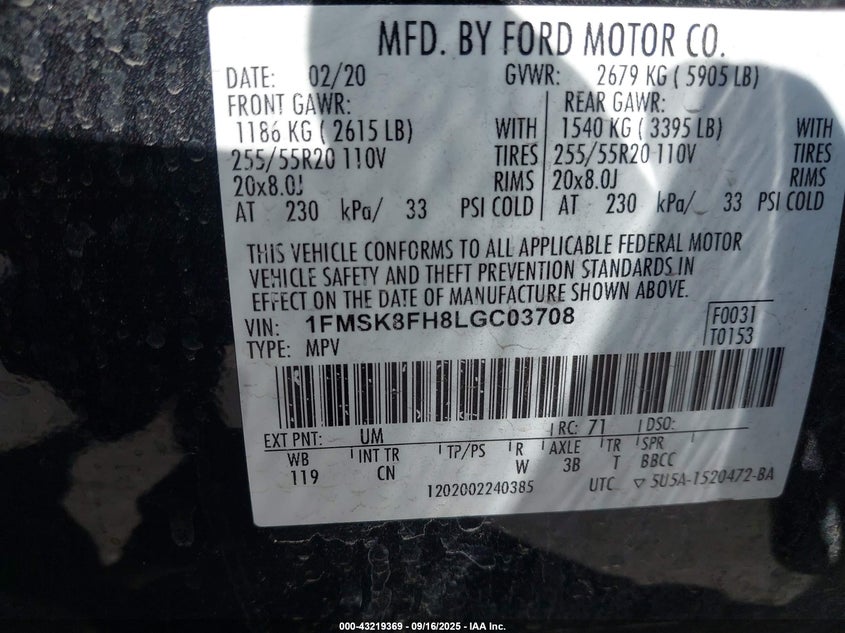 MFD. BY FORD MOTOR CO.
DATE: 02/20 GVWR: 2679 KG ( 5905 LB)
FRONT GAWR: REAR GAWR:
1186 KG ( 2615 LB) WITH 1540 KG ( 3395 LB) WITH
255/55R20 110V TIRES 255/55R20 110V TIRES
20x8.0J RIMS 20x8.0J RIMS
AT 230 kPa/ 33 PSI COLD AT 230 kPa/ 33 PSI COLD
THIS VEHICLE CONFORMS TO ALL APPLICABLE FEDERAL MOTOR
VEHICLE SAFETY AND THEFT PREVENTION STANDARDS IN
EFFECT ON THE DATE OF MANUFACTURE SHOWN ABOVE.
VIN: 1FMSK8FH8LGC03708 F0031
TYPE: MPV T0153
EXT PNT: UM RC: 71 DSO:
WB INT TR TP/PS R AXLE TR SPR
119 CN W 3B T BBCC
1202002240385 UTC ▽ 5U5A-1520472-BA
000-43219369 - 09/16/2025 - IAA Inc.